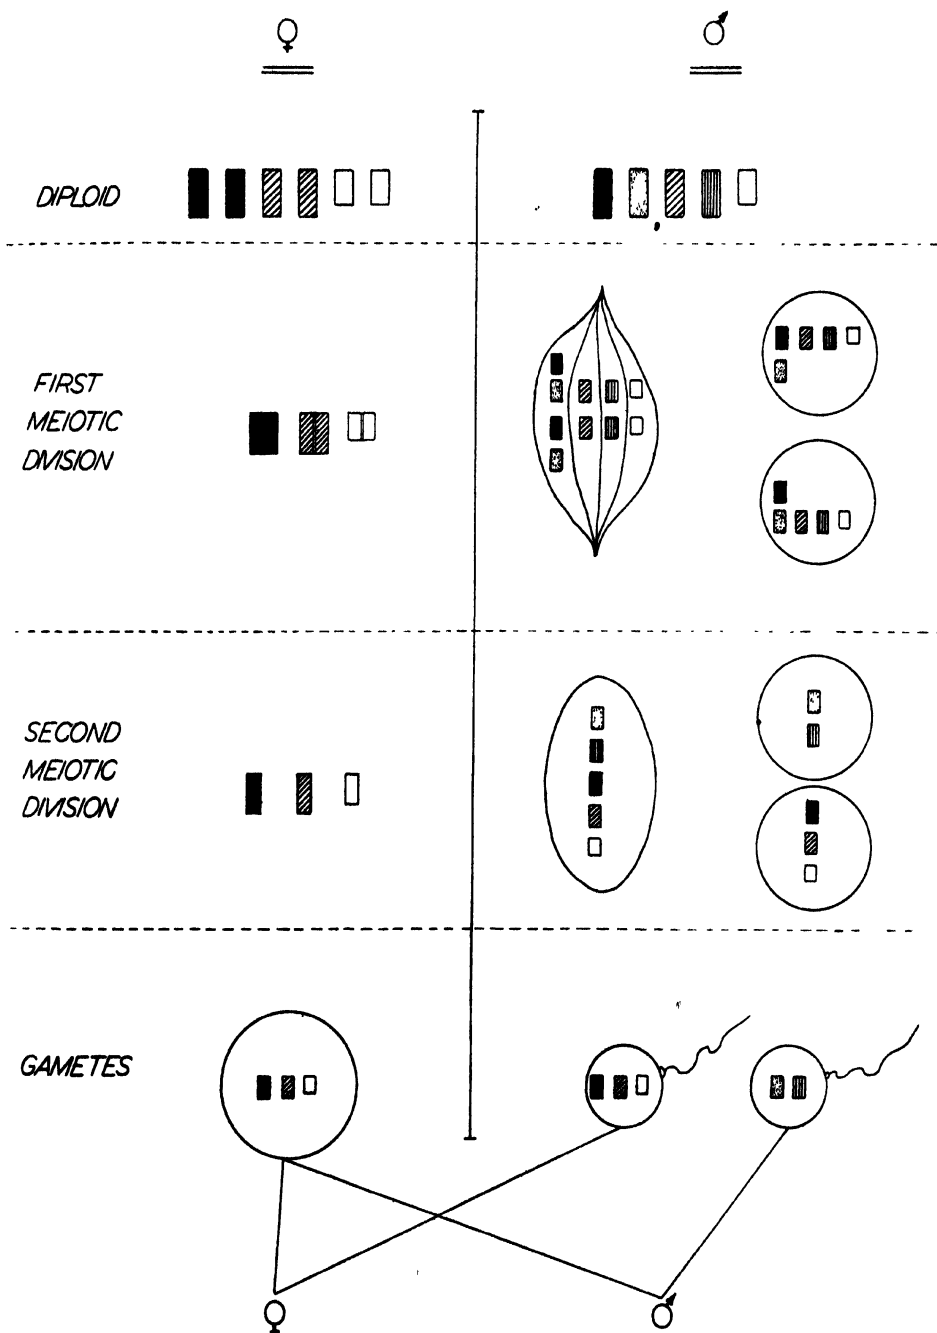 ♀ ♂
DIPLOID
FIRST
MEIOTIC
DIVISION
SECOND
MEIOTIC
DIVISION
GAMETES
♀ ♂